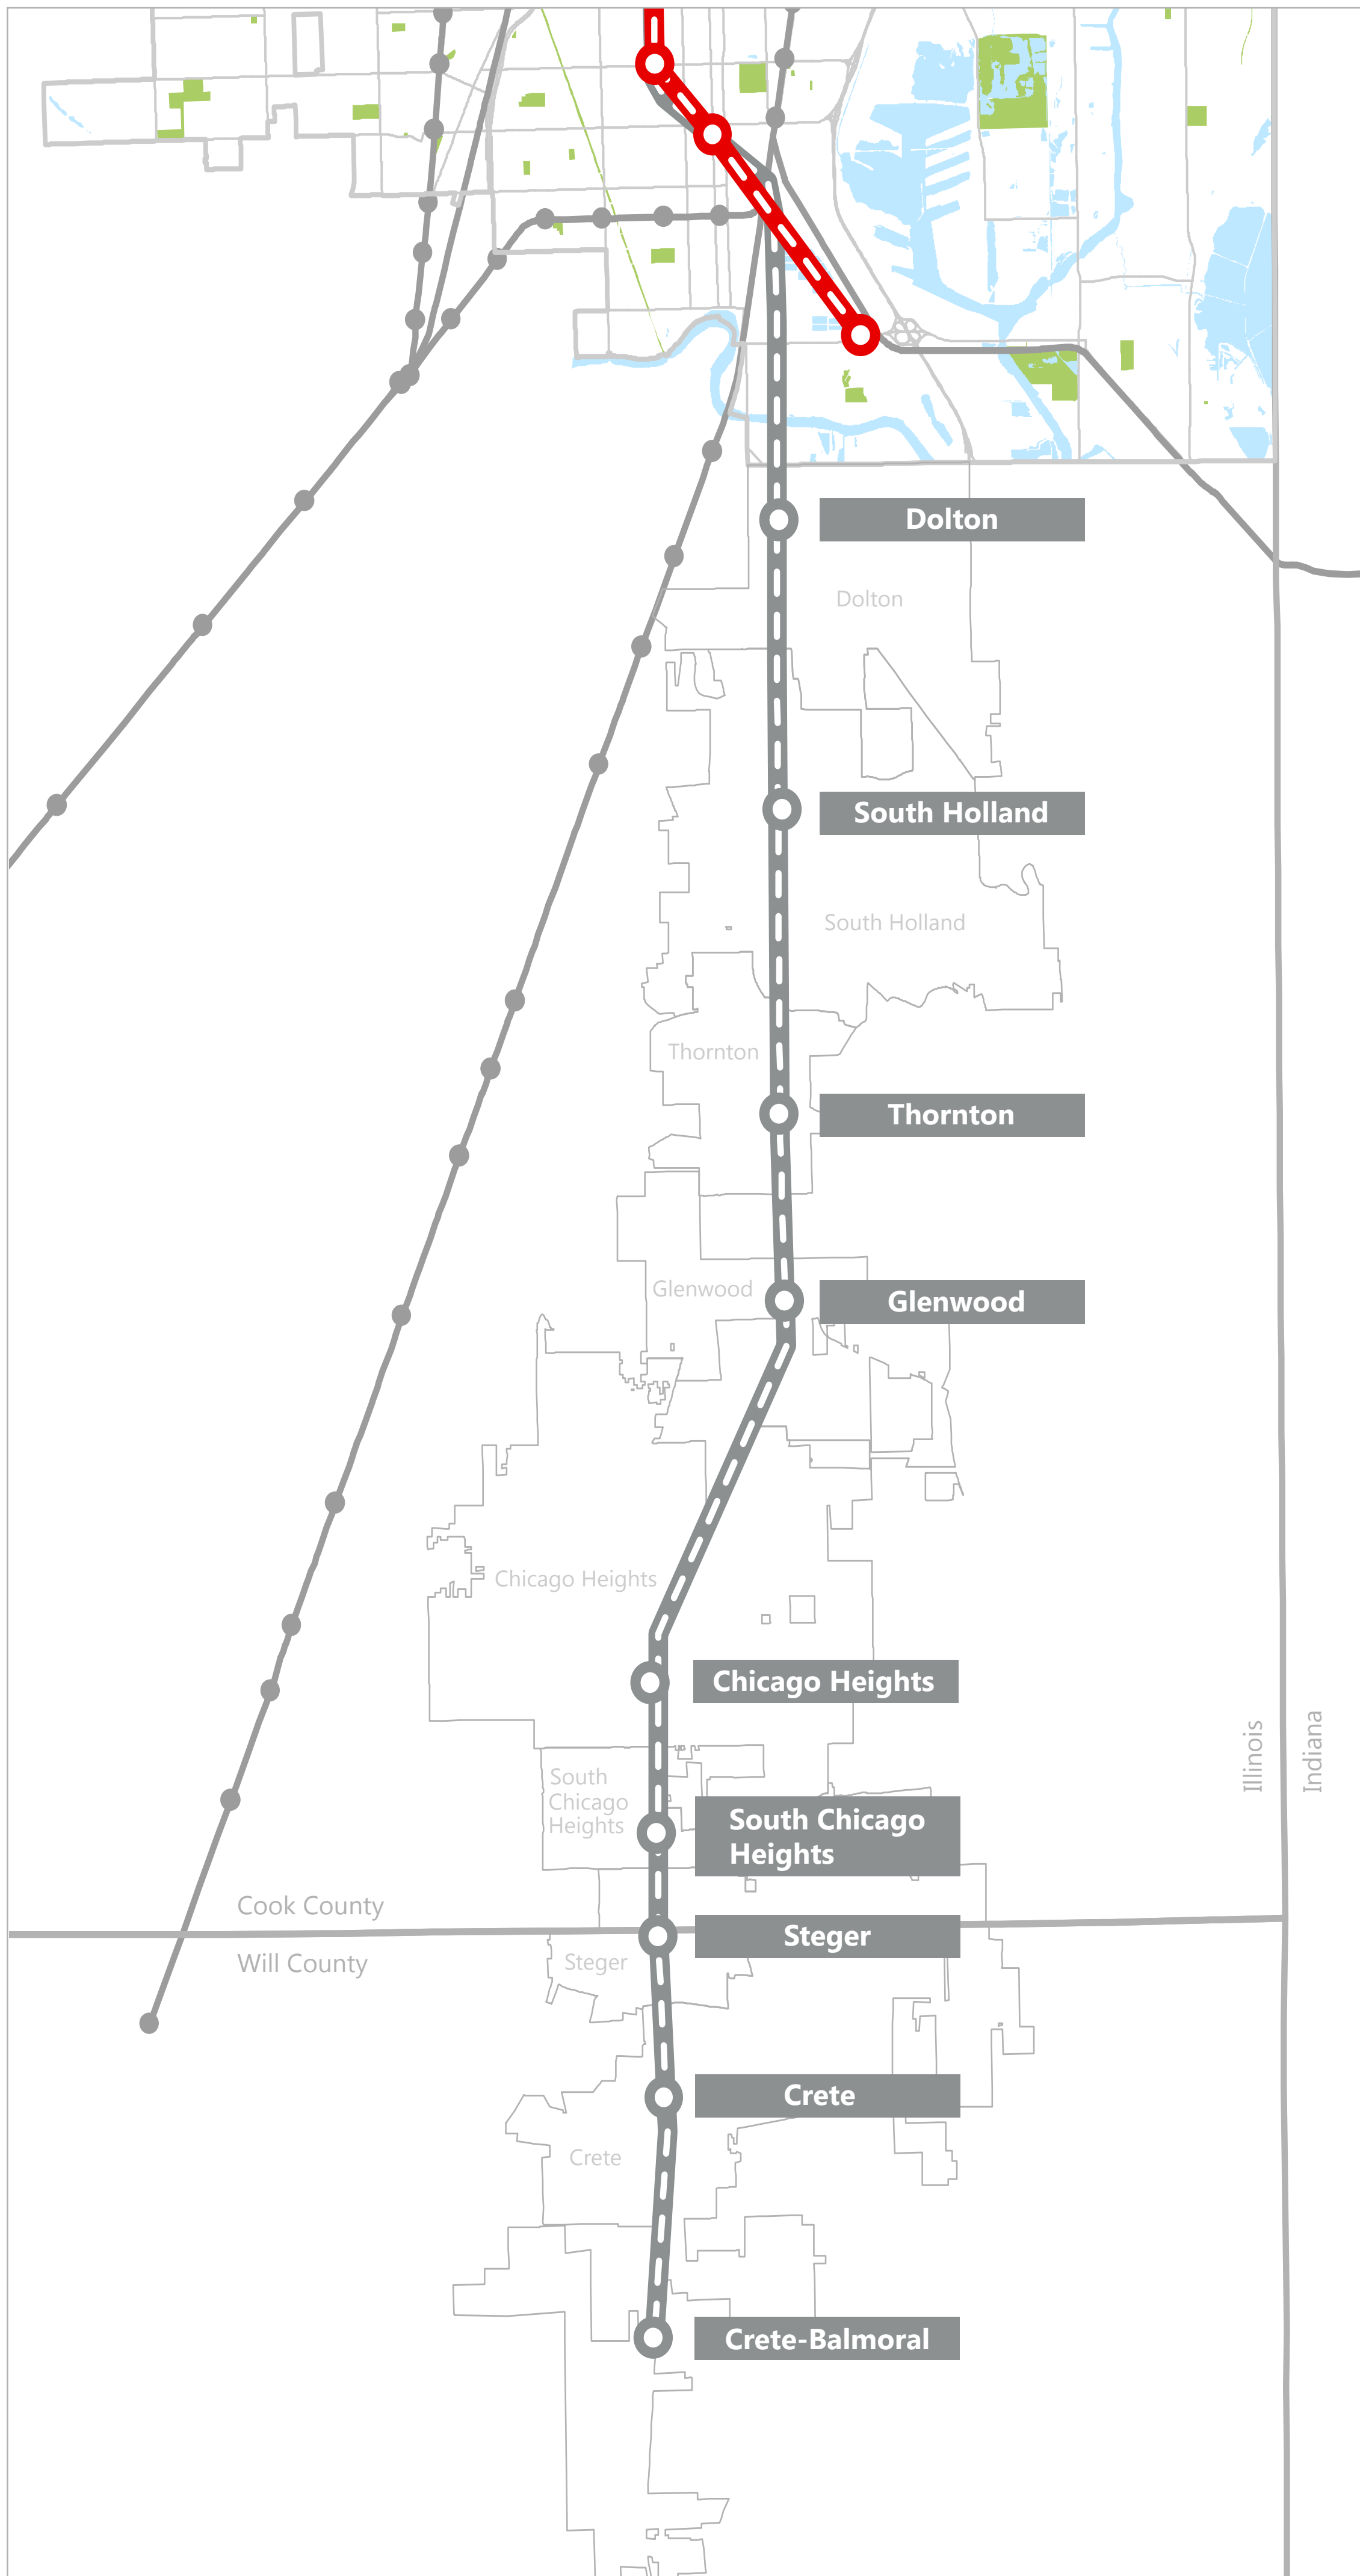 Dolton
Dolton
South Holland
South Holland
Thornton
Thornton
Glenwood
Glenwood
Chicago Heights
Chicago Heights
Illinois
Indiana
South
Chicago
Heights
South Chicago
Heights
Cook County
Steger
Will County
Steger
Crete
Crete
Crete-Balmoral